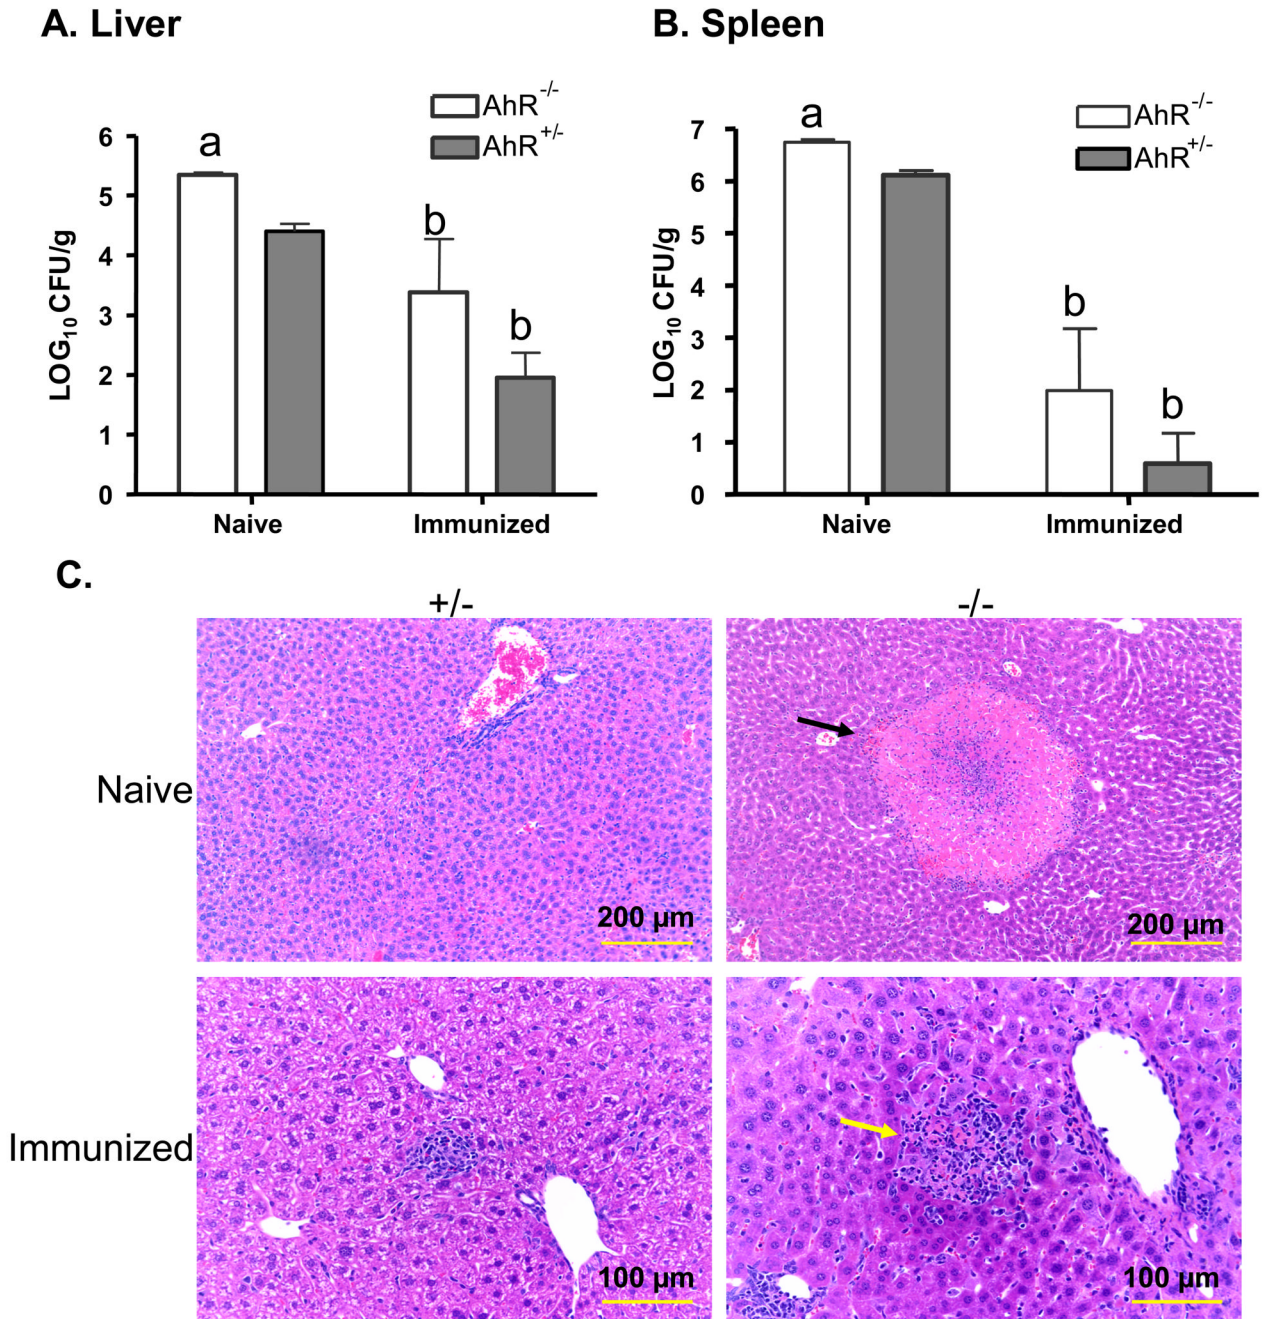 A. Liver
AhR-/-
AhR+/-
LOG10 CFU/g
6
5
4
3
2
1
0
a
b
b
Naive
Immunized
B. Spleen
AhR-/-
AhR+/-
LOG10 CFU/g
7
6
5
4
3
2
1
0
a
b
b
Naive
Immunized
C.
+/-
-/-
Naive
200 µm
200 µm
Immunized
100 µm
100 µm